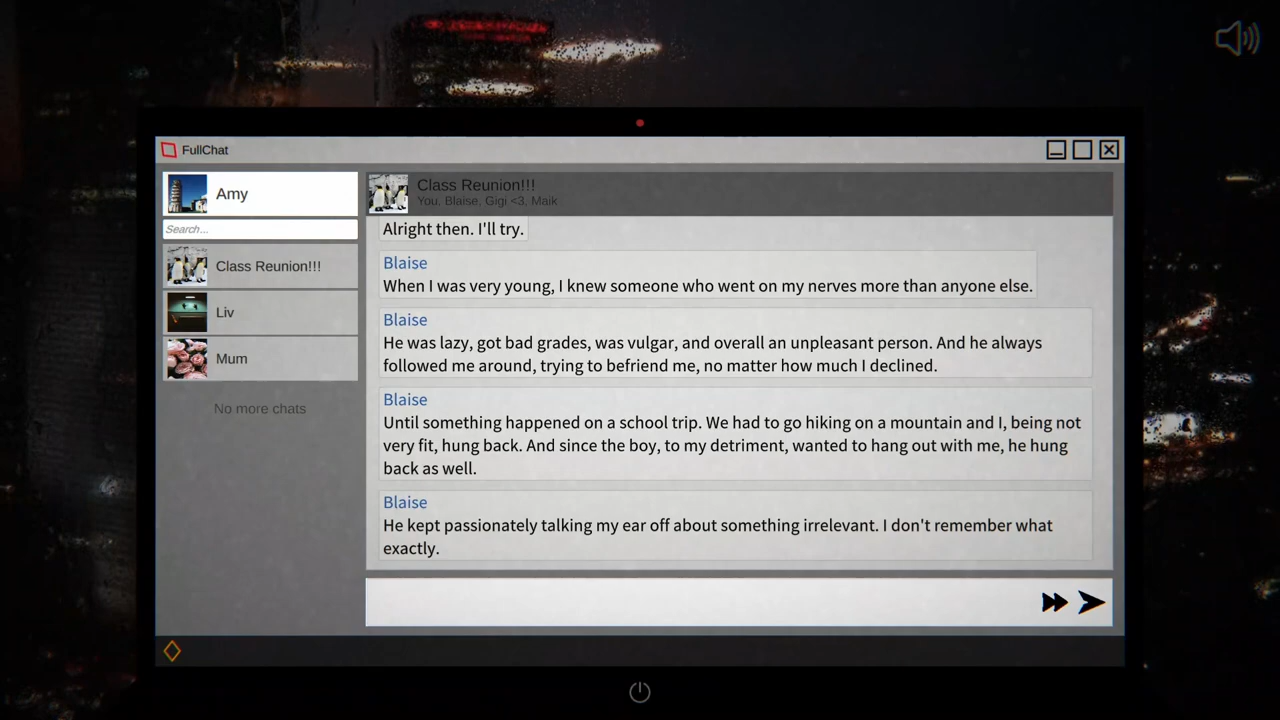 FullChat
Amy
Search...
Class Reunion!!!
Liv
Mum
No more chats
Class Reunion!!!
You, Blaise, Gigi <3, Maik
Alright then. I'll try.
Blaise
When I was very young, I knew someone who went on my nerves more than anyone else.
Blaise
He was lazy, got bad grades, was vulgar, and overall an unpleasant person. And he always
followed me around, trying to befriend me, no matter how much I declined.
Blaise
Until something happened on a school trip. We had to go hiking on a mountain and I, being not
very fit, hung back. And since the boy, to my detriment, wanted to hang out with me, he hung
back as well.
Blaise
He kept passionately talking my ear off about something irrelevant. I don't remember what
exactly.